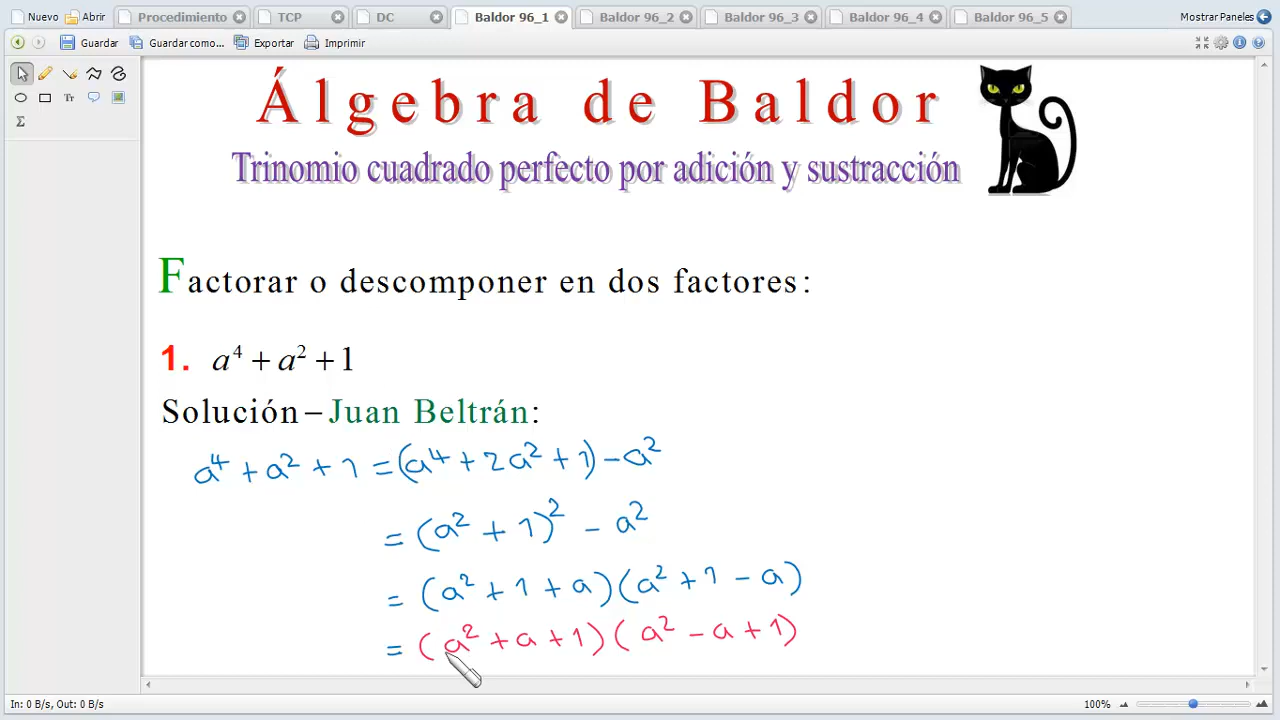 Procedimiento TCP DC Baldor 96_1 Baldor 96_2 Baldor 96_3 Baldor 96_4 Baldor 96_5 Mostrar Paneles
Nuevo Abrir
Guardar Guardar como... Exportar Imprimir
Álgebra de Baldor
Trinomio cuadrado perfecto por adición y sustracción
Factorar o descomponer en dos factores:
1. a⁴ + a² + 1
Solución – Juan Beltrán:
a⁴ + a² + 1 = (a⁴ + 2a² + 1) - a²
= (a² + 1)² - a²
= (a² + 1 + a)(a² + 1 - a)
= (a² + a + 1)(a² - a + 1)
In: 0 B/s, Out: 0 B/s 100%